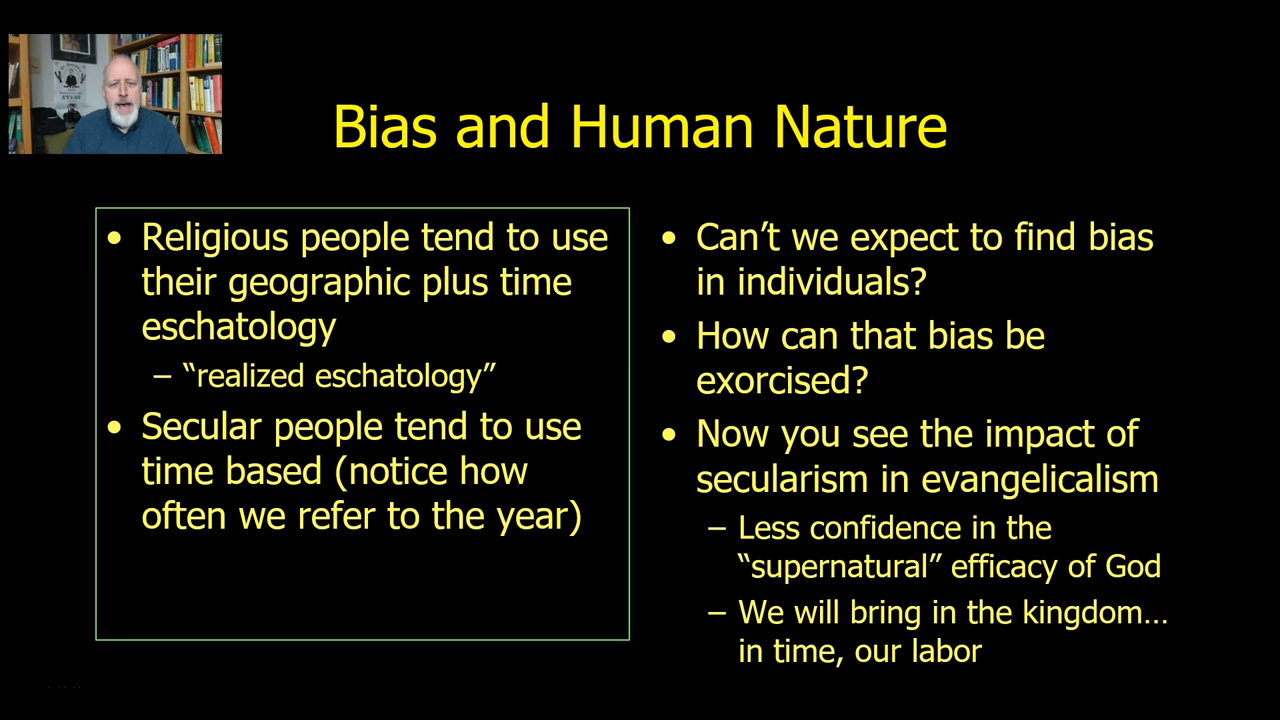 Bias and Human Nature
• Religious people tend to use
their geographic plus time
eschatology
– “realized eschatology”
• Secular people tend to use
time based (notice how
often we refer to the year)
• Can’t we expect to find bias
in individuals?
• How can that bias be
exorcised?
• Now you see the impact of
secularism in evangelicalism
– Less confidence in the
“supernatural” efficacy of God
– We will bring in the kingdom…
in time, our labor